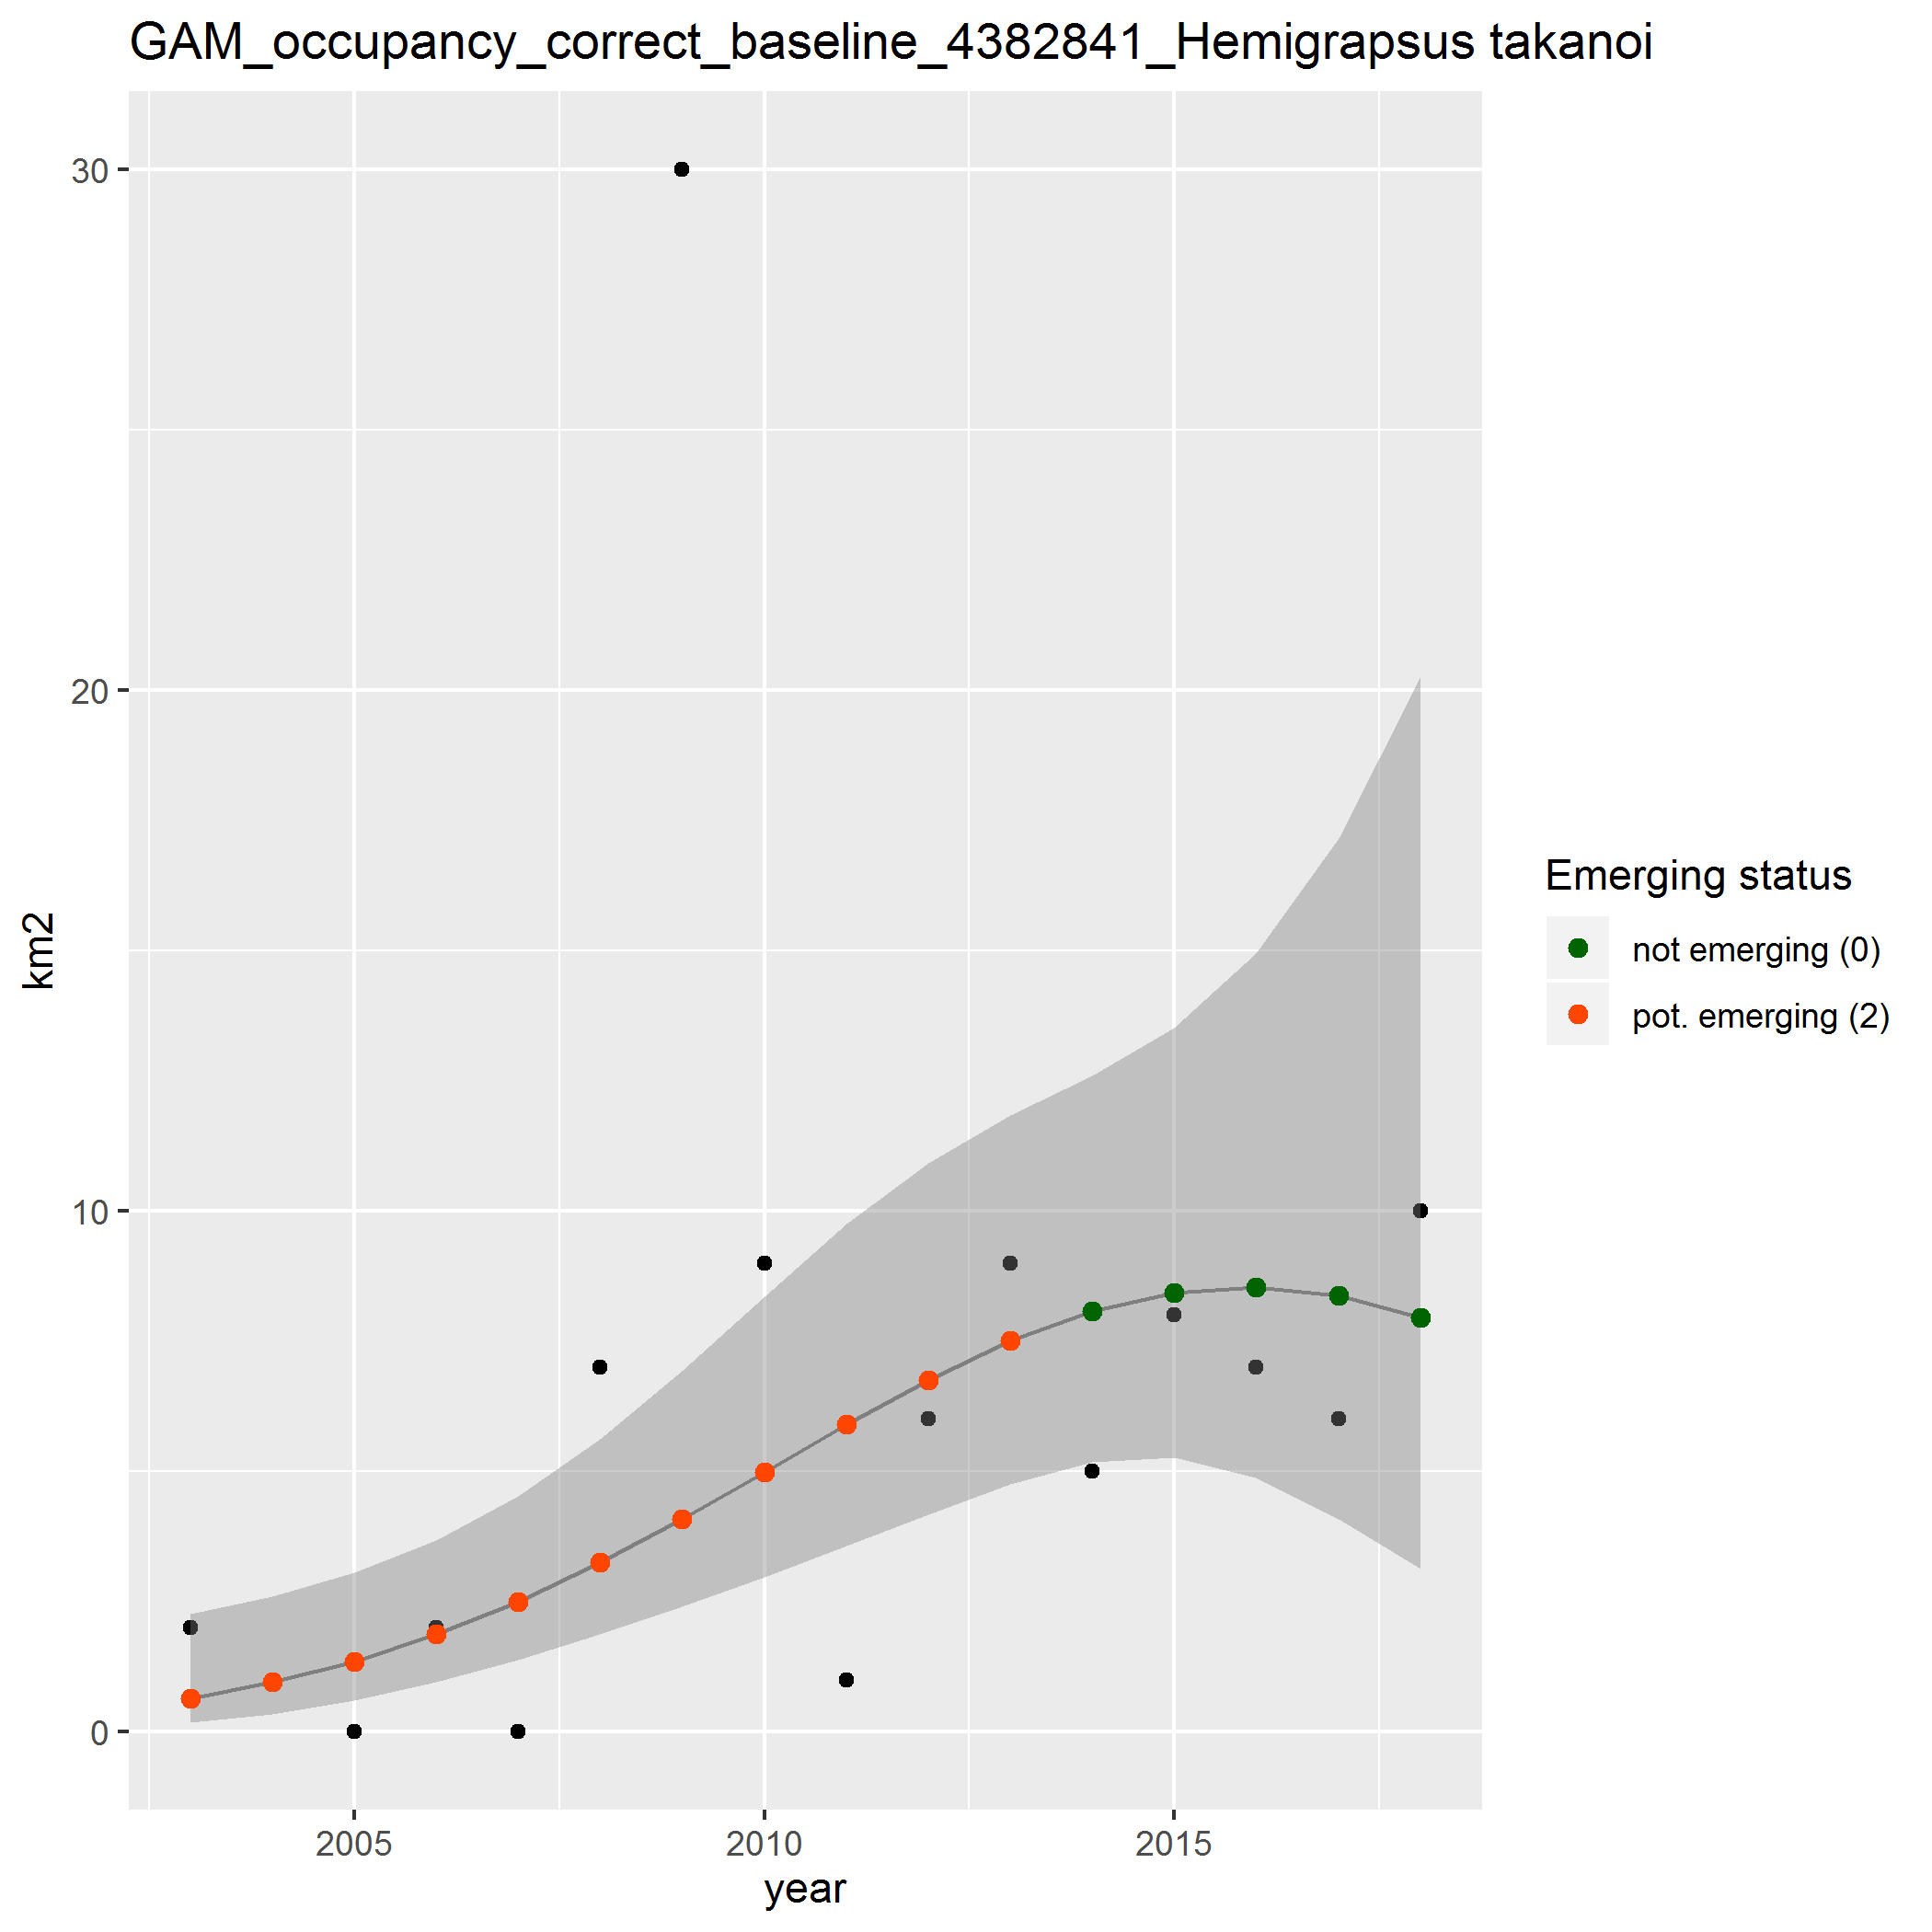 GAM_occupancy_correct_baseline_4382841_Hemigrapsus takanoi
30
20
10
0
km2
2005 2010 2015
year
Emerging status
not emerging (0)
pot. emerging (2)